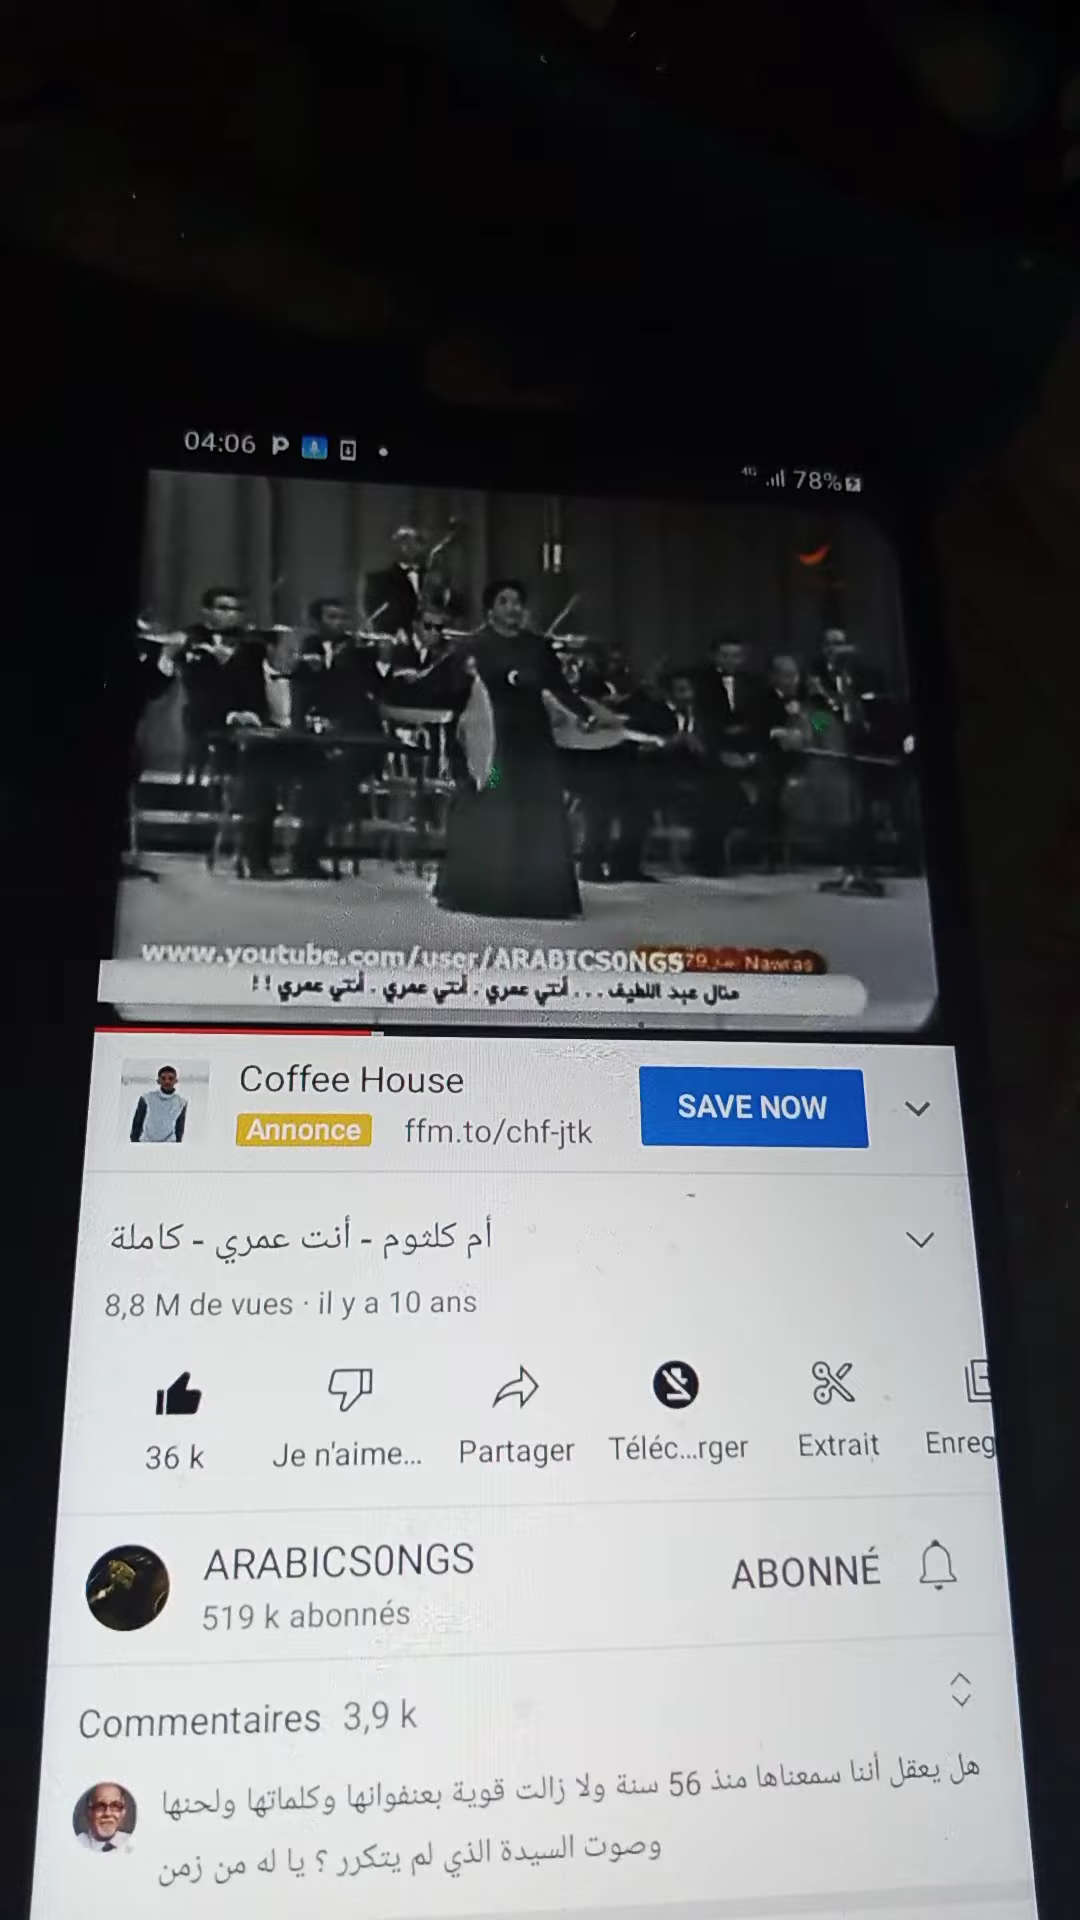 04:06
4G 78%
www.youtube.com/user/ARABICSONGS
Nawras
منال عبد اللطيف . . . أنتي عمري . أنتي عمري . أنتي عمري ! !
Coffee House
SAVE NOW
Annonce ffm.to/chf-jtk
أم كلثوم - أنت عمري - كاملة
8,8 M de vues · il y a 10 ans
36 k Je n'aime... Partager Téléc...rger Extrait Enreg
ARABICSONGS
519 k abonnés
ABONNÉ
Commentaires 3,9 k
هل يعقل أننا سمعناها منذ 56 سنة ولا زالت قوية بعنفوانها وكلماتها ولحنها
وصوت السيدة الذي لم يتكرر ؟ يا له من زمن